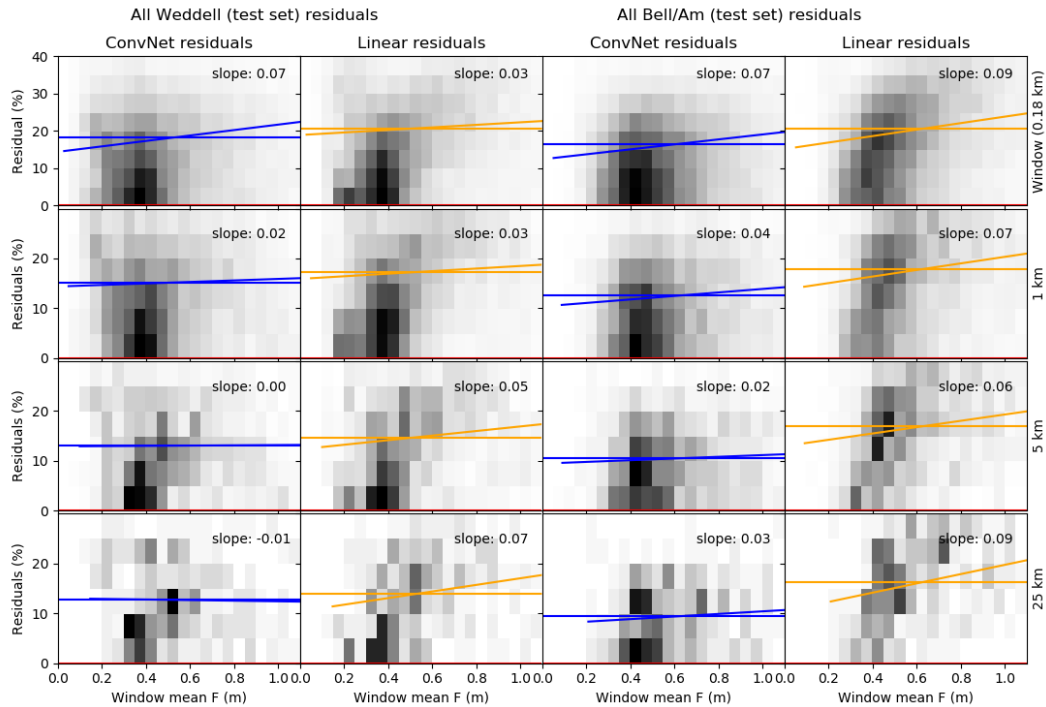 All Weddell (test set) residuals
All Bell/Am (test set) residuals
ConvNet residuals
Linear residuals
ConvNet residuals
Linear residuals
40
30
20
10
0
Residual (%)
slope: 0.07
slope: 0.03
slope: 0.07
slope: 0.09
Window (0.18 km)
20
10
0
Residuals (%)
slope: 0.02
slope: 0.03
slope: 0.04
slope: 0.07
1 km
20
10
0
Residuals (%)
slope: 0.00
slope: 0.05
slope: 0.02
slope: 0.06
5 km
20
10
0
Residuals (%)
slope: -0.01
slope: 0.07
slope: 0.03
slope: 0.09
25 km
0.0 0.2 0.4 0.6 0.8 1.0 0.0 0.2 0.4 0.6 0.8 1.0 0.0 0.2 0.4 0.6 0.8 1.0 0.0 0.2 0.4 0.6 0.8 1.0
Window mean F (m)
Window mean F (m)
Window mean F (m)
Window mean F (m)